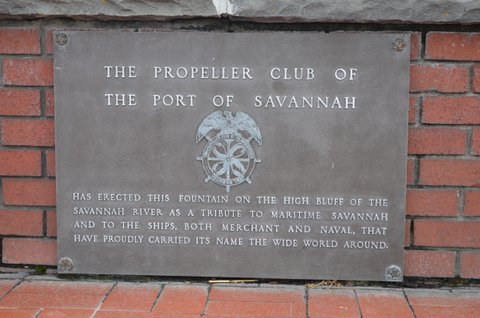 THE PROPELLER CLUB OF
THE PORT OF SAVANNAH
HAS ERECTED THIS FOUNTAIN ON THE HIGH BLUFF OF THE
SAVANNAH RIVER AS A TRIBUTE TO MARITIME SAVANNAH
AND TO THE SHIPS, BOTH MERCHANT AND NAVAL, THAT
HAVE PROUDLY CARRIED ITS NAME THE WIDE WORLD AROUND.